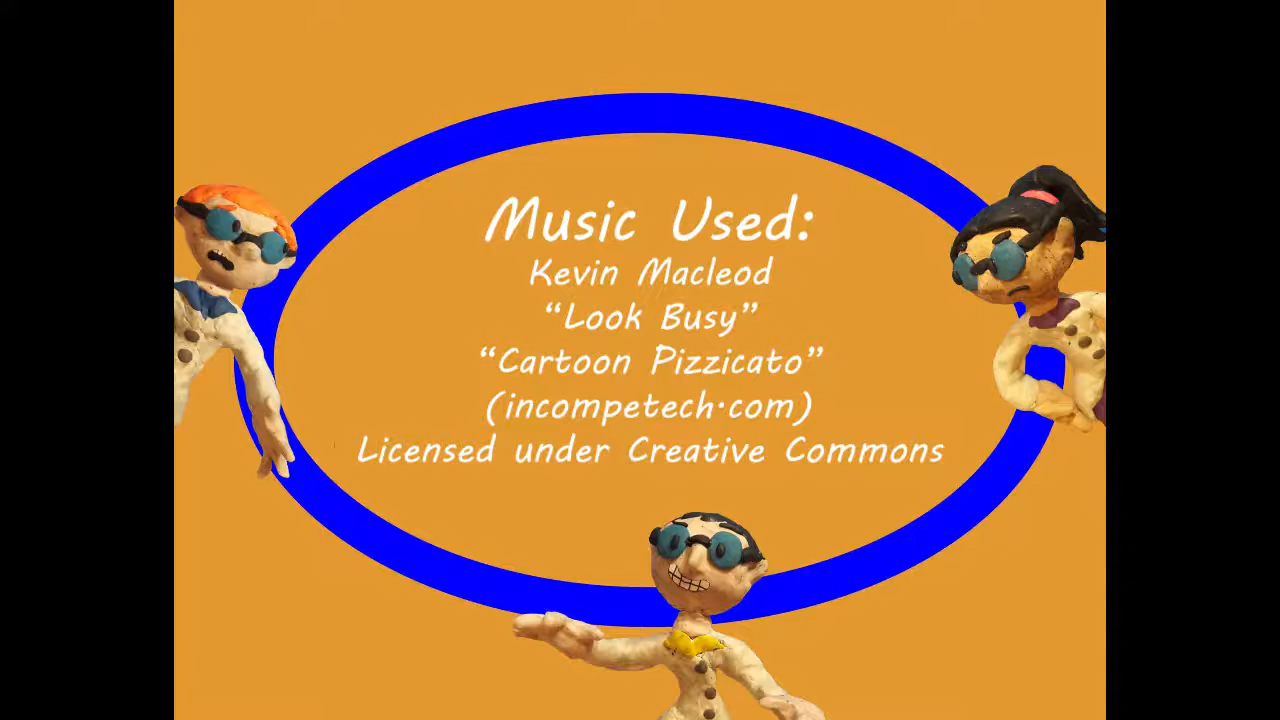 Music Used:
Kevin Macleod
“Look Busy”
“Cartoon Pizzicato”
(incompetech.com)
Licensed under Creative Commons